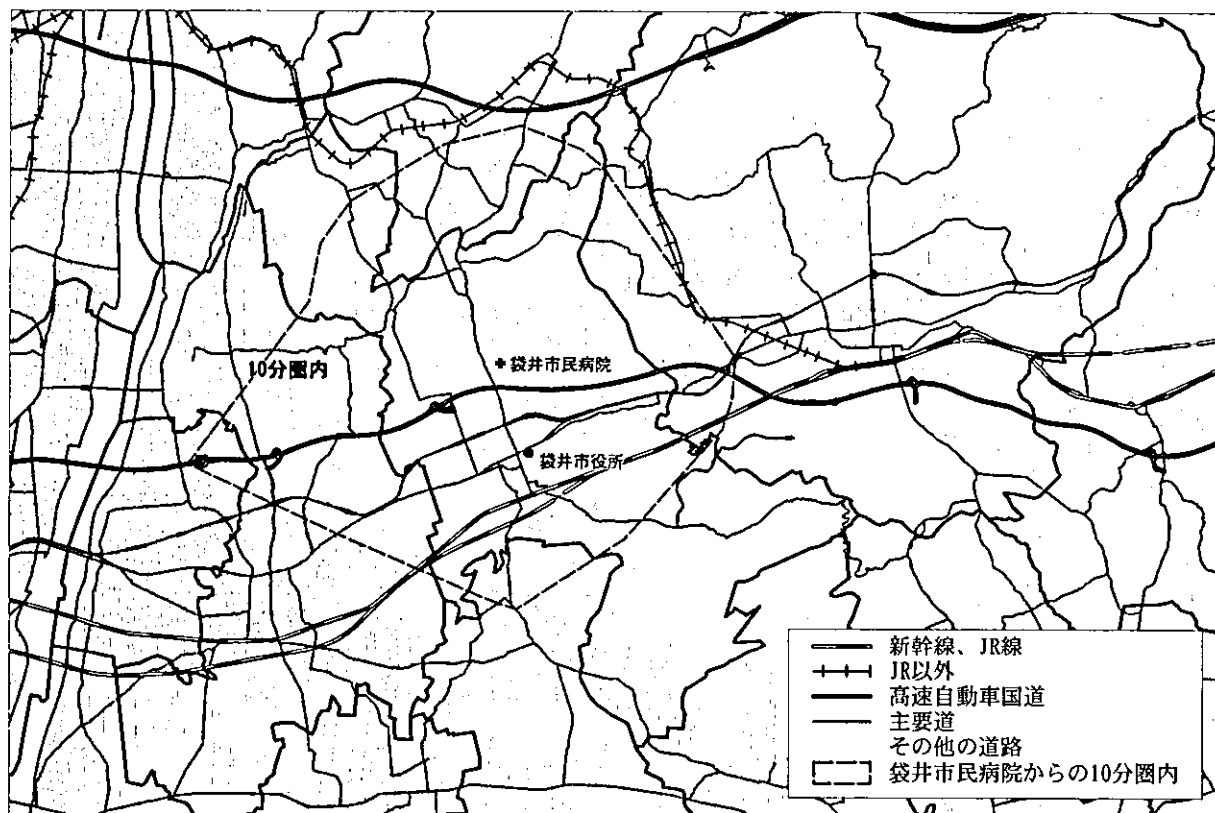 袋井市民病院
10分圏内
袋井市役所
新幹線、JR線
JR以外
高速自動車国道
主要道
その他の道路
袋井市民病院からの10分圏内